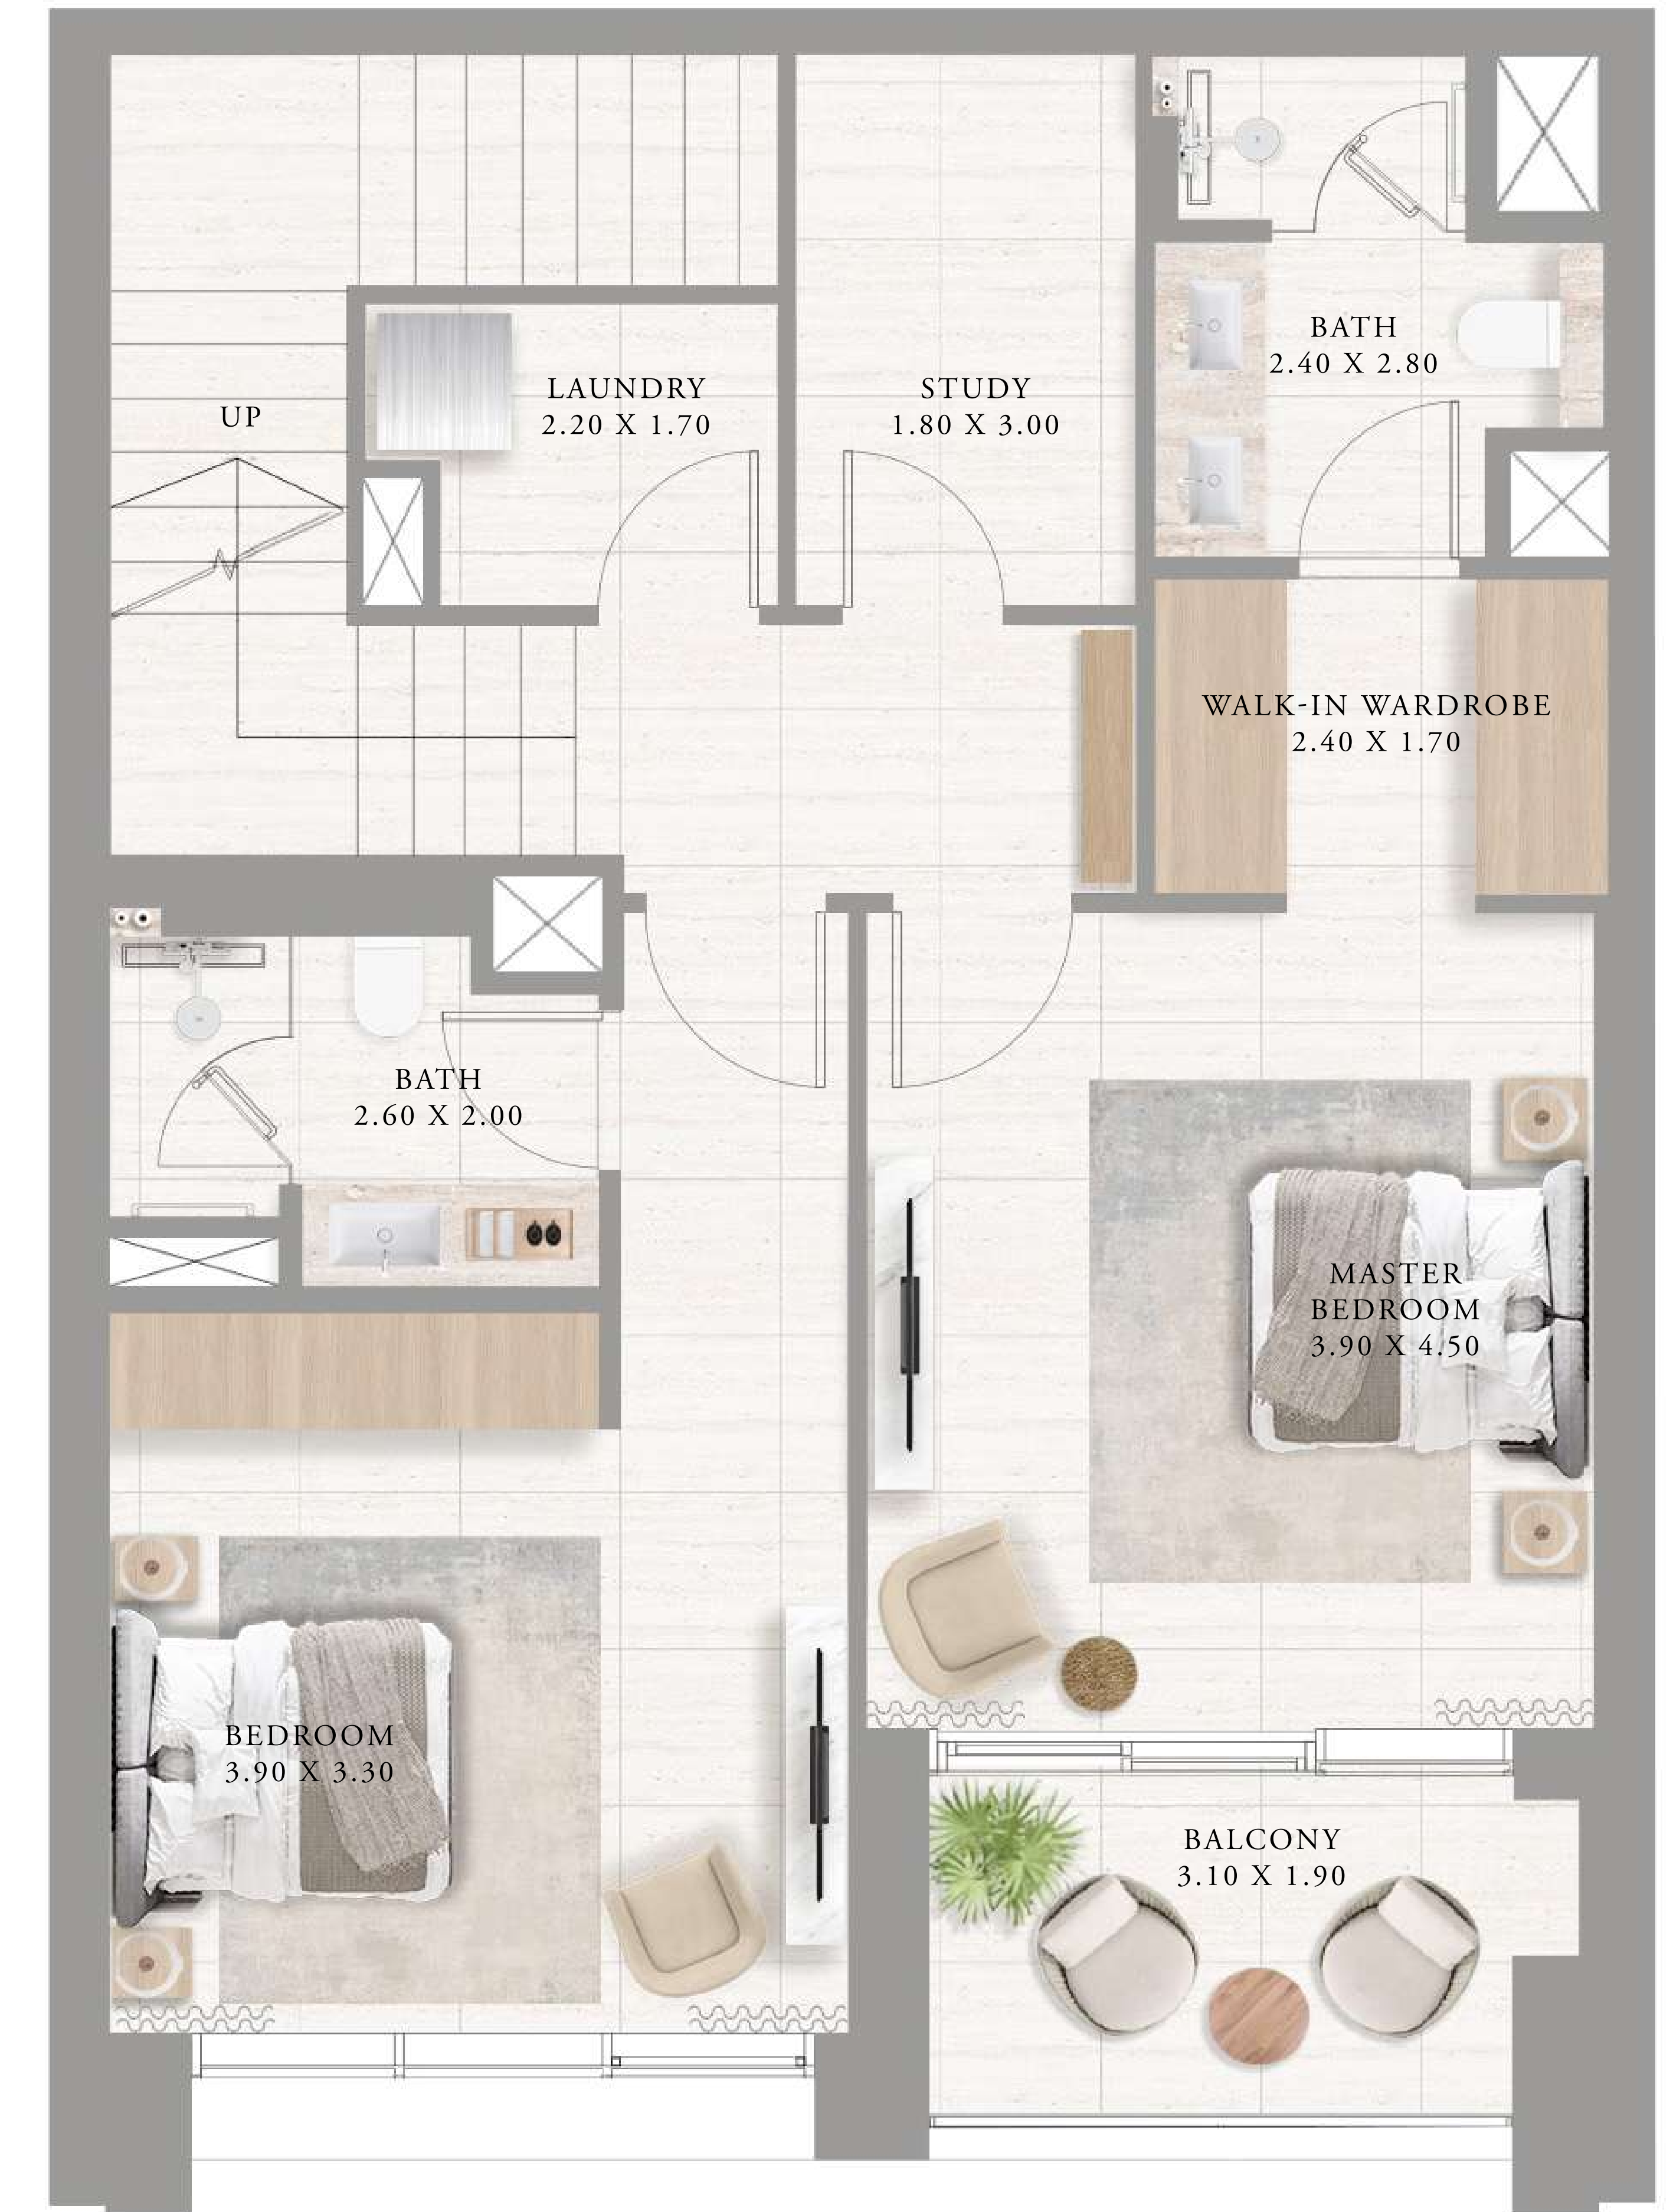 BATH
2.40 X 2.80
LAUNDRY
2.20 X 1.70
STUDY
1.80 X 3.00
UP
WALK-IN WARDROBE
2.40 X 1.70
BATH
2.60 X 2.00
MASTER
BEDROOM
3.90 X 4.50
BEDROOM
3.90 X 3.30
BALCONY
3.10 X 1.90